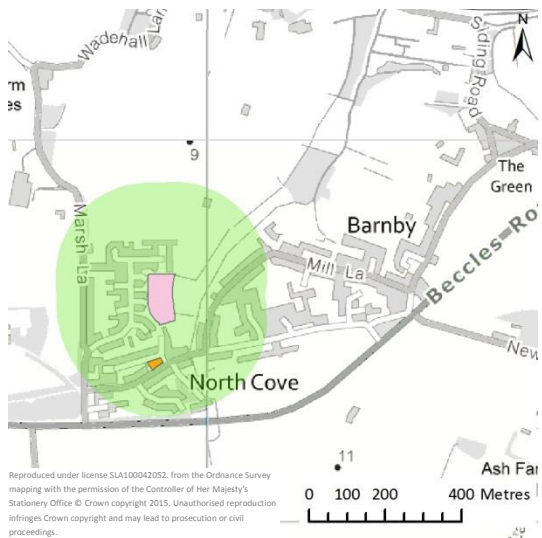 N
Wadehall Lan
Siding Road
rm
es
9
The
Green
Marsh La
Barnby
Mill La
Beccles Ro
New
North Cove
11
Ash Far
Reproduced under license SLA100042052. from the Ordnance Survey
mapping with the permission of the Controller of Her Majesty's
Stationery Office © Crown copyright 2015. Unauthorised reproduction
infringes Crown copyright and may lead to prosecution or civil
proceedings.
0 100 200 400 Metres